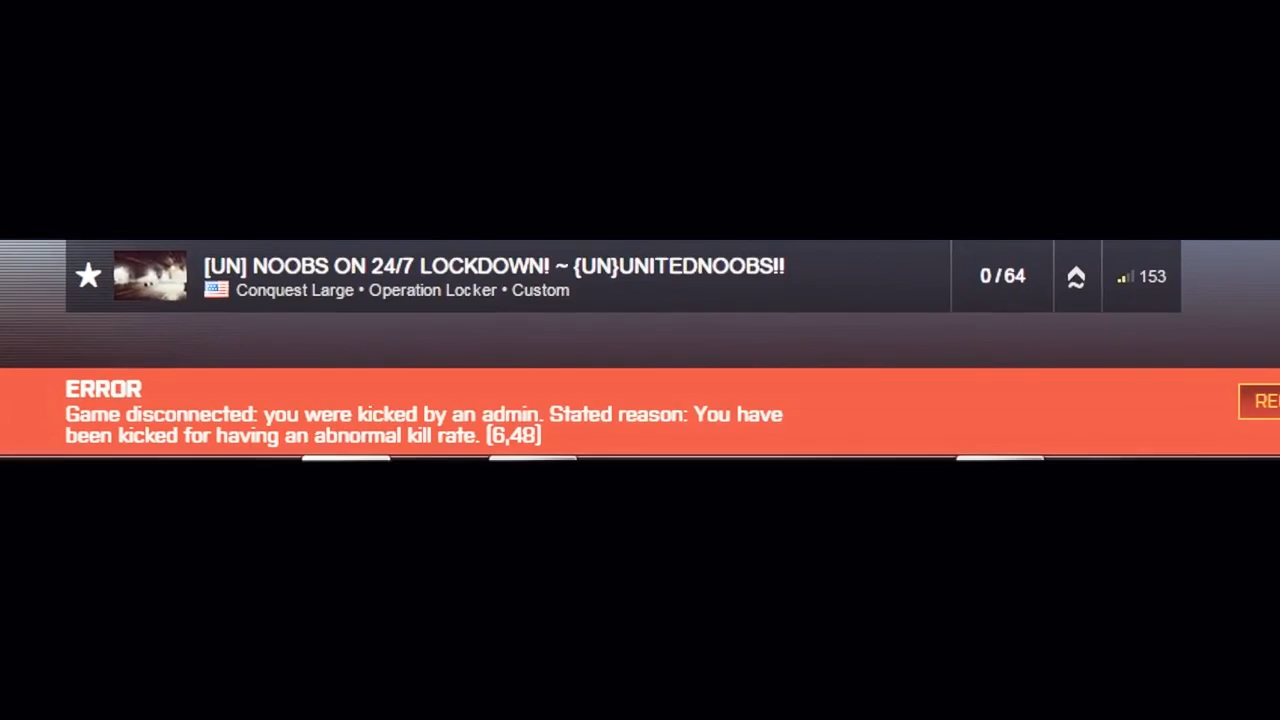 [UN] NOOBS ON 24/7 LOCKDOWN! ~ {UN}UNITEDNOOBS!!
Conquest Large • Operation Locker • Custom
0/64
153
ERROR
Game disconnected: you were kicked by an admin. Stated reason: You have
been kicked for having an abnormal kill rate. [6,48]